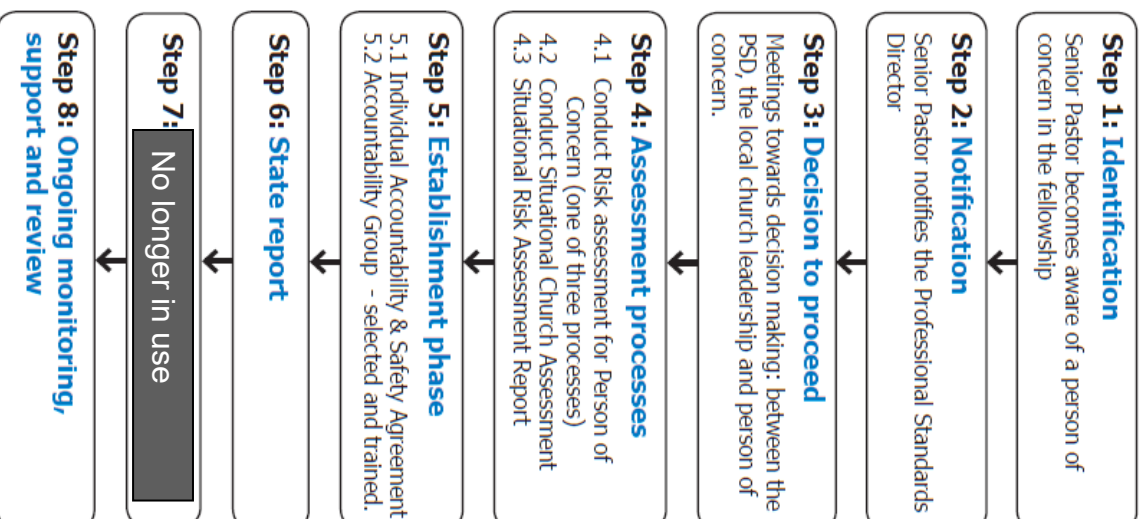 Step 1: Identification
Senior Pastor becomes aware of a person of
concern in the fellowship
Step 2: Notification
Senior Pastor notifies the Professional Standards
Director
Step 3: Decision to proceed
Meetings towards decision making: between the
PSD, the local church leadership and person of
concern.
Step 4: Assessment processes
4.1 Conduct Risk assessment for Person of
Concern (one of three processes)
4.2 Conduct Situational Church Assessment
4.3 Situational Risk Assessment Report
Step 5: Establishment phase
5.1 Individual Accountability & Safety Agreement
5.2 Accountability Group - selected and trained.
Step 6: State report
Step 7:
No longer in use
Step 8: Ongoing monitoring,
support and review